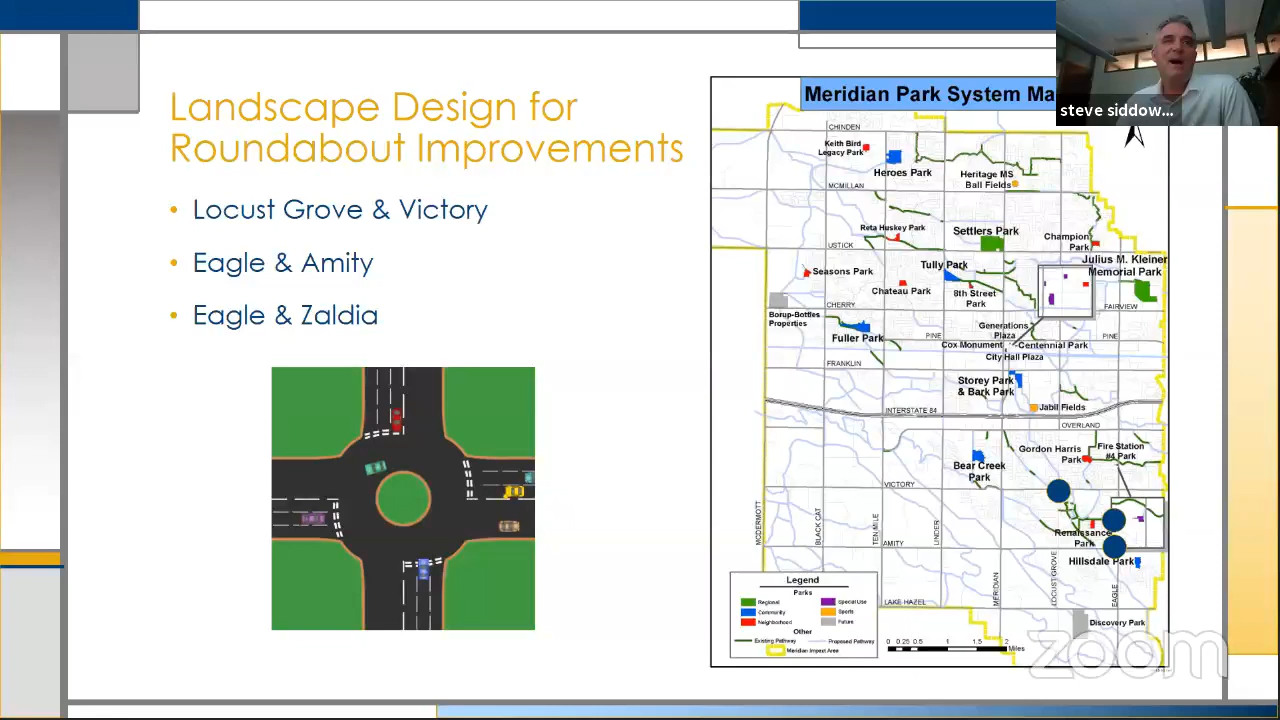 Landscape Design for
Roundabout Improvements
• Locust Grove & Victory
• Eagle & Amity
• Eagle & Zaldia
steve siddow...
Meridian Park System Ma
CHINDEN
Keith Bird
Legacy Park
Heroes Park
Heritage MS
Ball Fields
MCMILLAN
Reta Huskey Park
Settlers Park
Champion
Park
USTICK
Julius M. Kleiner
Memorial Park
Seasons Park
Tully Park
Chateau Park
8th Street
Park
CHERRY
FAIRVIEW
Borup-Bottles
Properties
Fuller Park
PINE
Generations
Plaza
PINE
Cox Monument
Centennial Park
City Hall Plaza
FRANKLIN
Storey Park
& Bark Park
Jabil Fields
INTERSTATE 84
OVERLAND
Gordon Harris
Park
Fire Station
#4 Park
Bear Creek
Park
VICTORY
MCDERMOTT
BLACK CAT
TEN MILE
LINDER
MERIDIAN
LOCUST GROVE
EAGLE
AMITY
Renaissance
Park
Hillsdale Park
LAKE HAZEL
Discovery Park
Legend
Parks
Regional
Special Use
Community
Sports
Neighborhood
Future
Other
Existing Pathway
Proposed Pathway
Meridian Impact Area
0 0.25 0.5 1 1.5 2
Miles
zoom